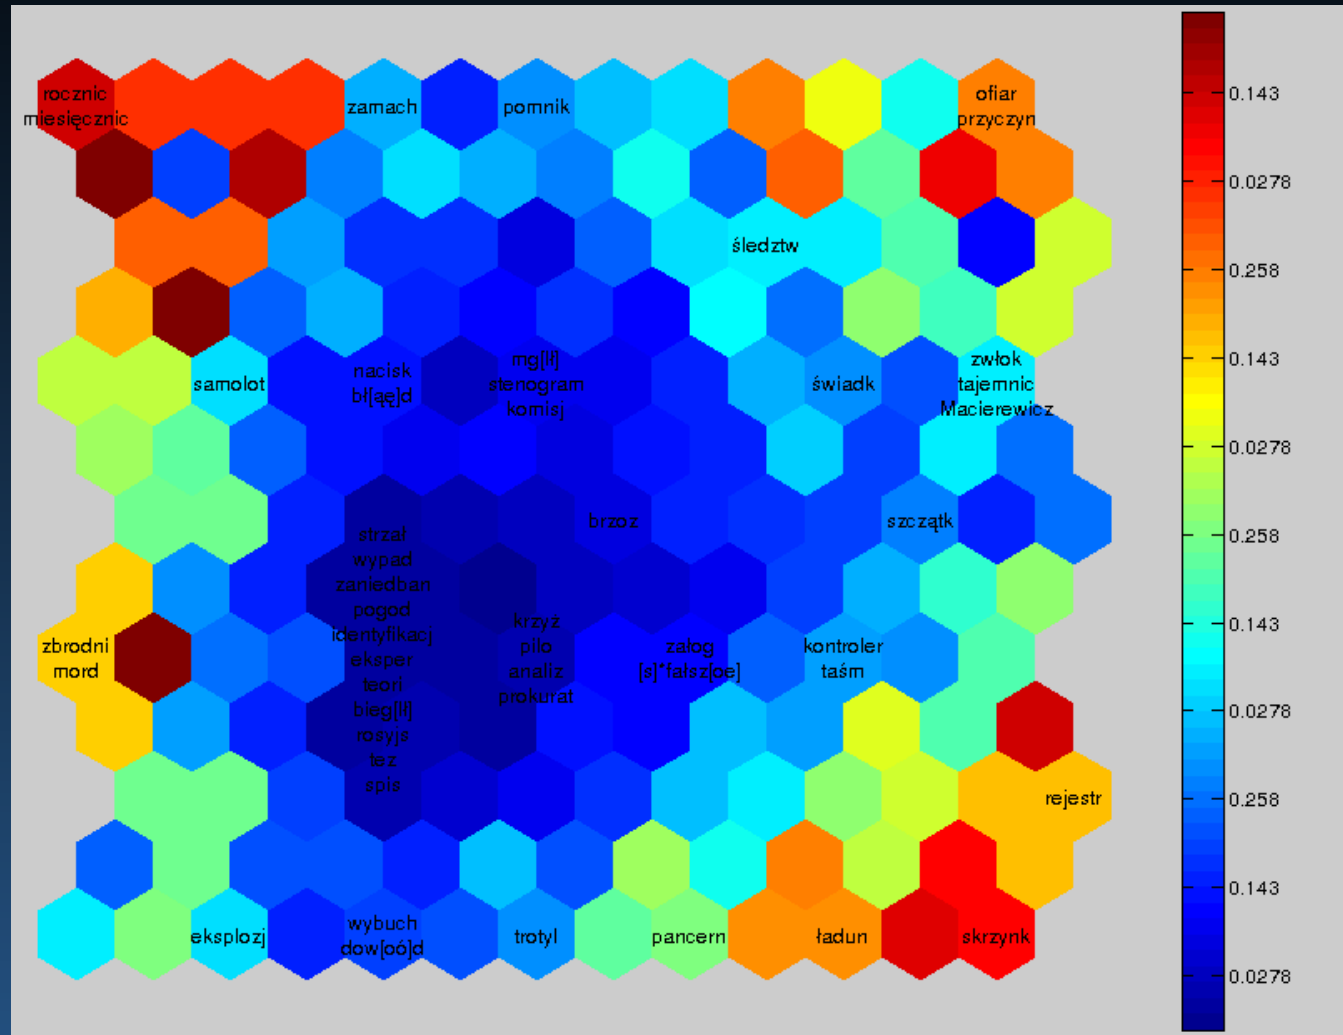 rocznic
miesięcznic
zamach
pomnik
ofiar
przyczyn
śledztw
samolot
nacisk
bł[ąę]d
mg[lł]
stenogram
komisj
świadk
zwłok
tajemnic
Macierewicz
brzoz
szczątk
strzał
wypad
zaniedban
pogod
identyfikacj
eksper
teori
bieg[lł]
rosyjs
tez
spis
krzyż
pilo
analiz
prokurat
zbrodni
mord
załog
[s]*fałsz[oe]
kontroler
taśm
rejestr
eksplozj
wybuch
dow[oó]d
trotyl
pancern
ładun
skrzynk
0.143
0.0278
0.258
0.143
0.0278
0.258
0.143
0.0278
0.258
0.143
0.0278